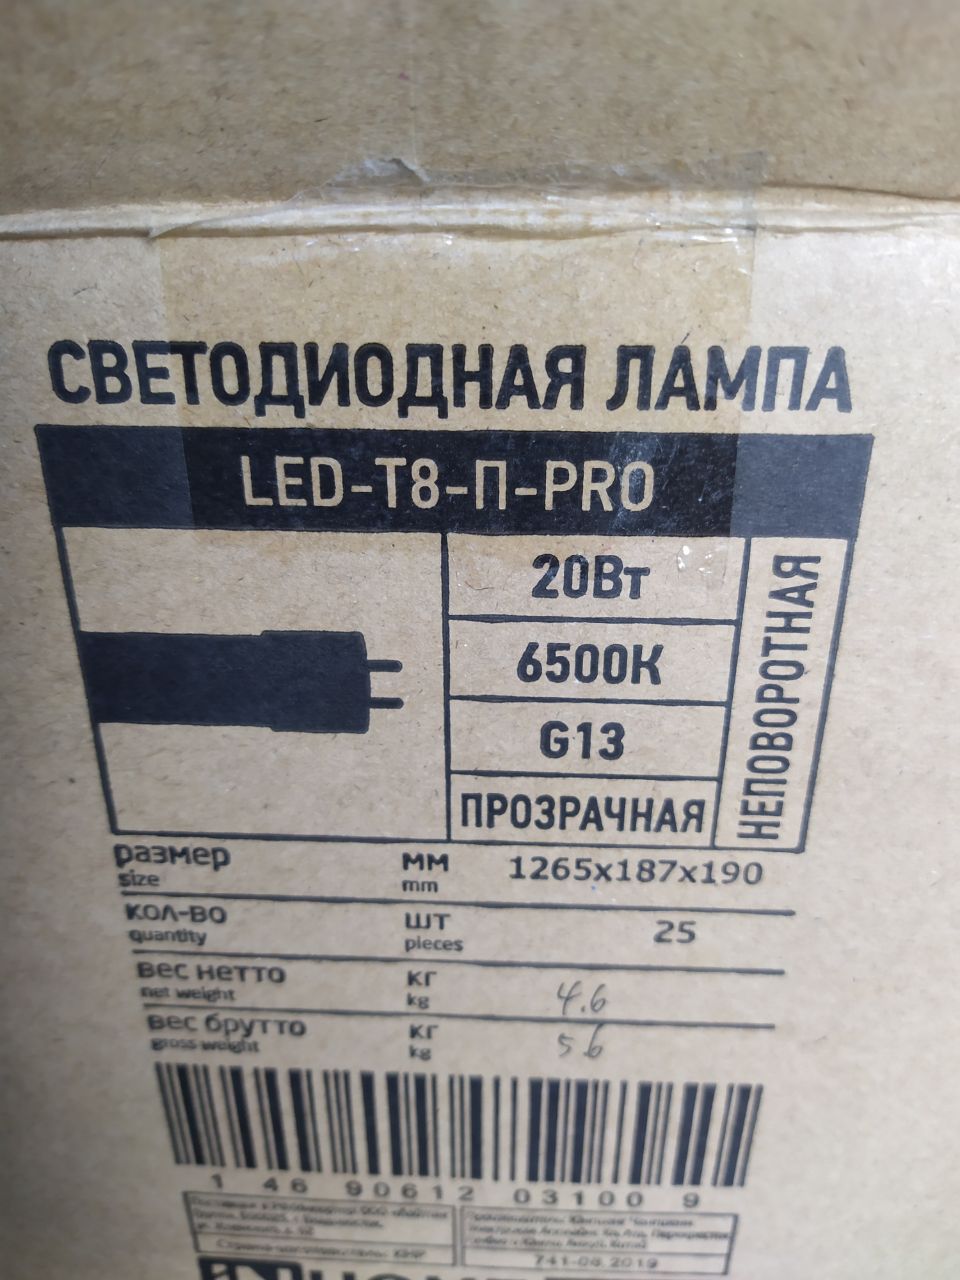 СВЕТОДИОДНАЯ ЛАМПА
LED-T8-П-PRO
20Вт
6500К
G13
ПРОЗРАЧНАЯ
НЕПОВОРОТНАЯ
размер мм 1265x187x190
size mm
кол-во шт 25
quantity pieces
вес нетто кг 4.6
net weight kg
вес брутто кг 5 6
gross weight kg
1 46 90612 03100 9
741-08.2019